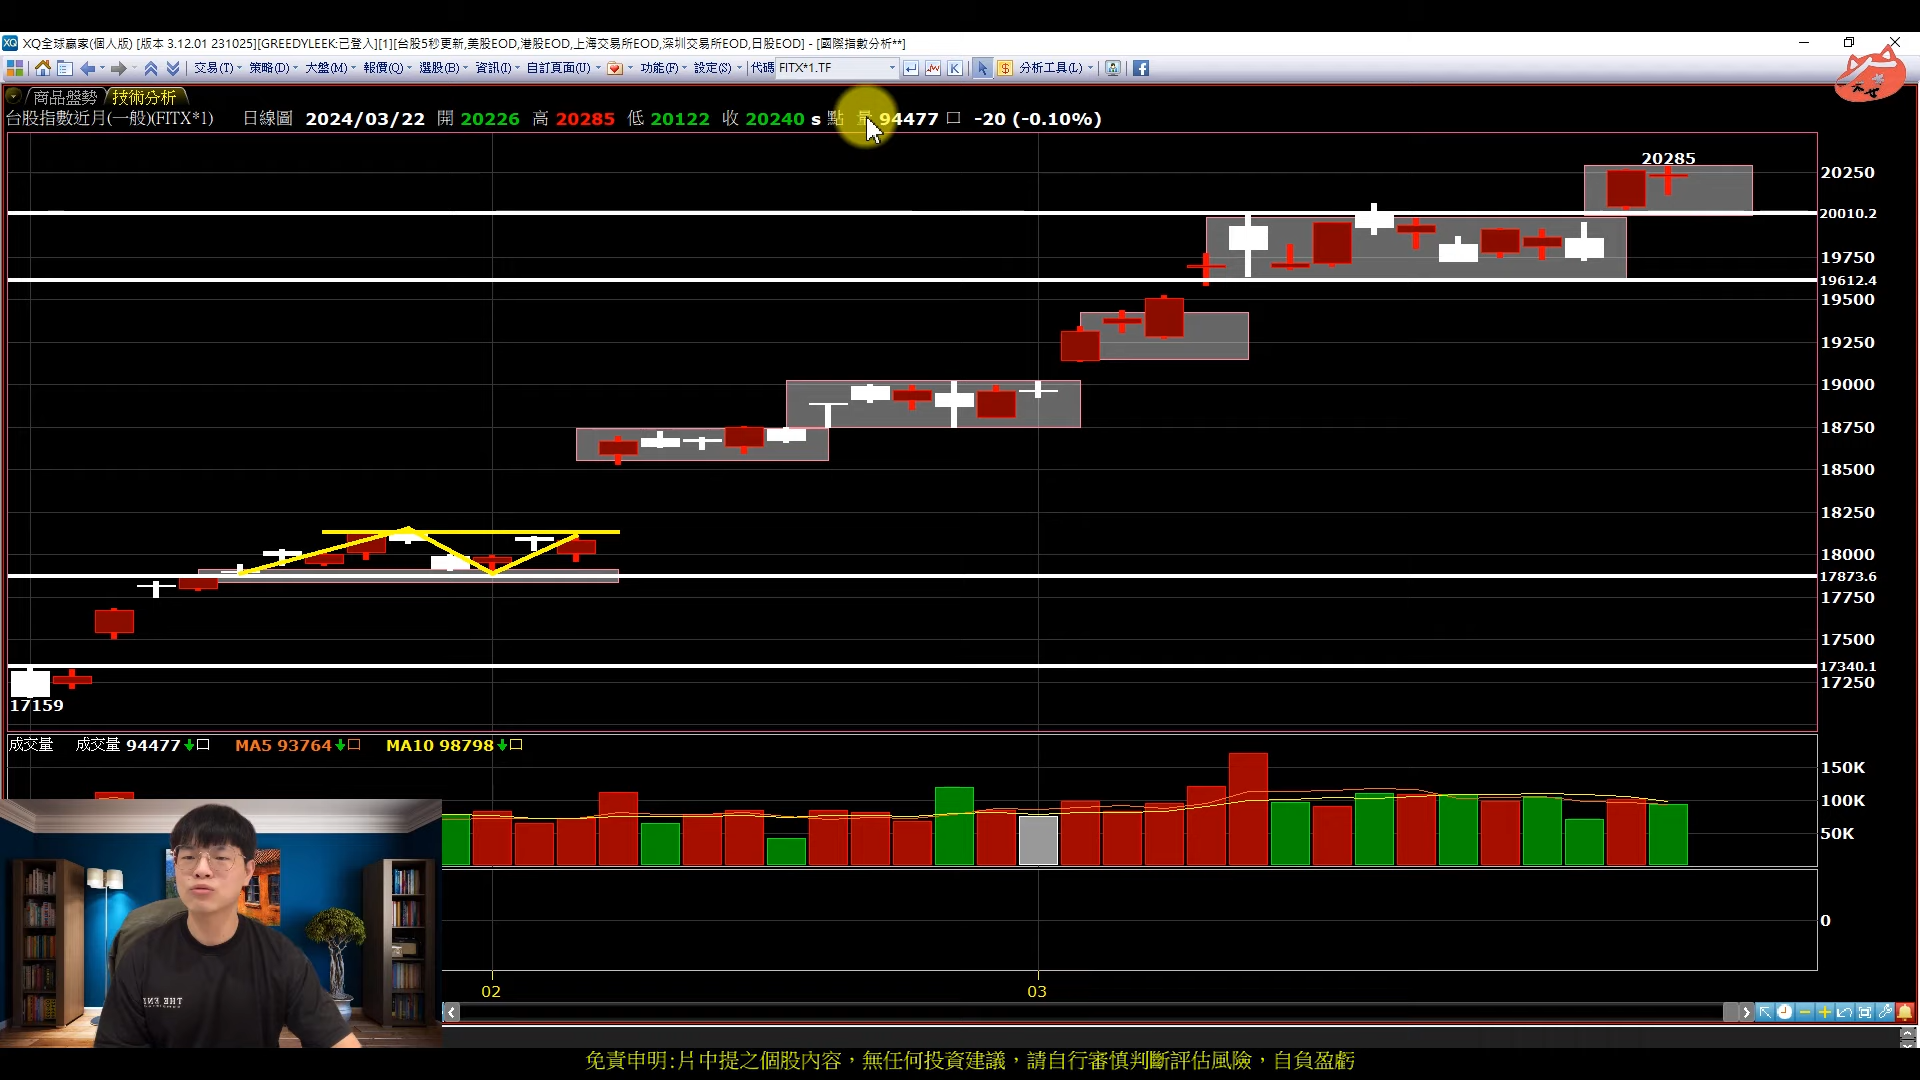 XQ全球贏家(個人版) [版本 3.12.01 231025][GREEDYLEEK:已登入][1][台股5秒更新,美股EOD,港股EOD,上海交易所EOD,深圳交易所EOD,日股EOD] - [國際指數分析**]
交易(T) 策略(D) 大盤(M) 報價(Q) 選股(B) 資訊(I) 自訂頁面(U) 功能(F) 設定(S) 代碼 FITX*1.TF K $ 分析工具(L)
商品盤勢 技術分析
台股指數近月(一般)(FITX*1) 日線圖 2024/03/22 開 20226 高 20285 低 20122 收 20240 s 點 量 94477 口 -20 (-0.10%)
20285
20250
20010.2
19750
19612.4
19500
19250
19000
18750
18500
18250
18000
17873.6
17750
17500
17340.1
17250
17159
成交量 成交量 94477 口 MA5 93764 口 MA10 98798 口
150K
100K
50K
0
02 03
免責申明:片中提之個股內容，無任何投資建議，請自行審慎判斷評估風險，自負盈虧